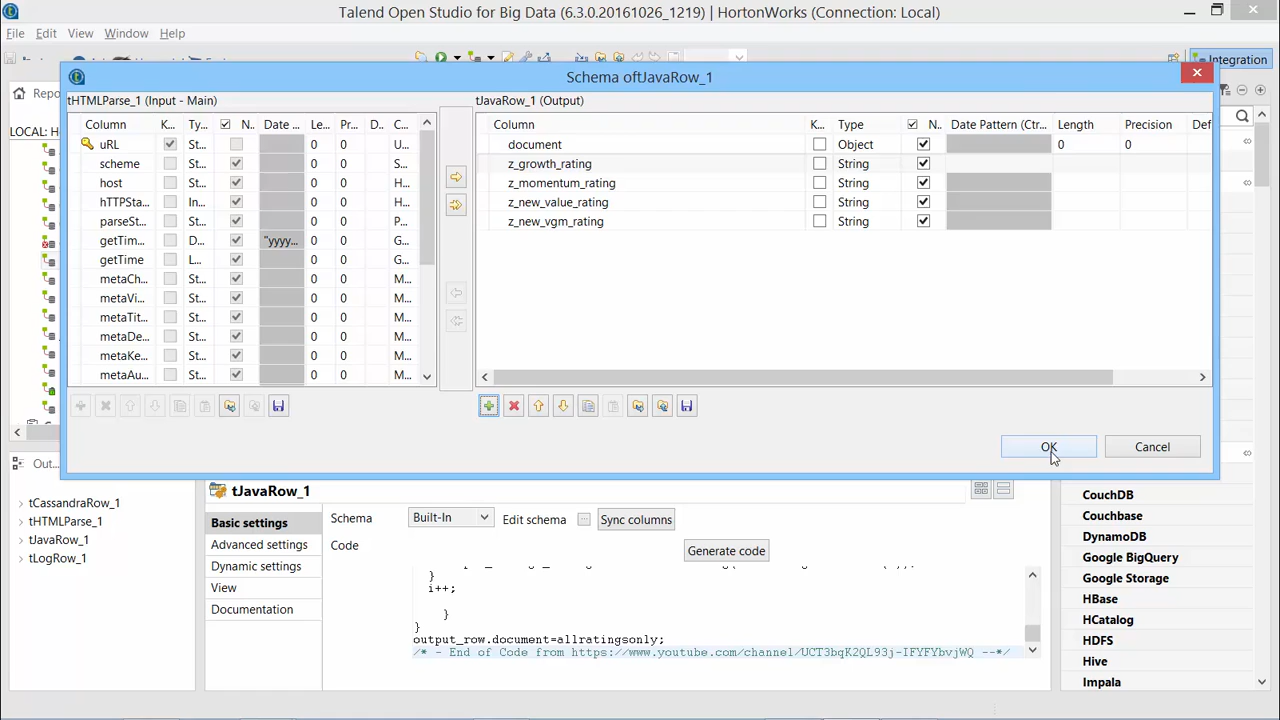 Talend Open Studio for Big Data (6.3.0.20161026_1219) | HortonWorks (Connection: Local)
File Edit View Window Help
Integration
Schema oftJavaRow_1
tHTMLParse_1 (Input - Main)
Column K... Ty... N.. Date ... Le... Pr... D.. C...
uRL St... 0 0 U...
scheme St... 0 0 S...
host St... 0 0 H...
hTTPSta... In... 0 0 H...
parseSt... St... 0 0 P...
getTim... D... "yyyy... 0 0 G...
getTime L... 0 0 G...
metaCh... St... 0 0 M...
metaVi... St... 0 0 M...
metaTit... St... 0 0 M...
metaDe... St... 0 0 M...
metaKe... St... 0 0 M...
metaAu... St... 0 0 M...
tJavaRow_1 (Output)
Column K... Type N.. Date Pattern (Ctr... Length Precision Def
document Object 0 0
z_growth_rating String
z_momentum_rating String
z_new_value_rating String
z_new_vgm_rating String
OK Cancel
Repo
LOCAL: H
Out...
tCassandraRow_1
tHTMLParse_1
tJavaRow_1
tLogRow_1
tJavaRow_1
Basic settings
Advanced settings
Dynamic settings
View
Documentation
Schema Built-In Edit schema ... Sync columns
Code Generate code
}
i++;
}
}
output_row.document=allratingsonly;
/* - End of Code from https://www.youtube.com/channel/UCT3bqK2QL93j-IFYFYbvjWQ --*/
CouchDB
Couchbase
DynamoDB
Google BigQuery
Google Storage
HBase
HCatalog
HDFS
Hive
Impala